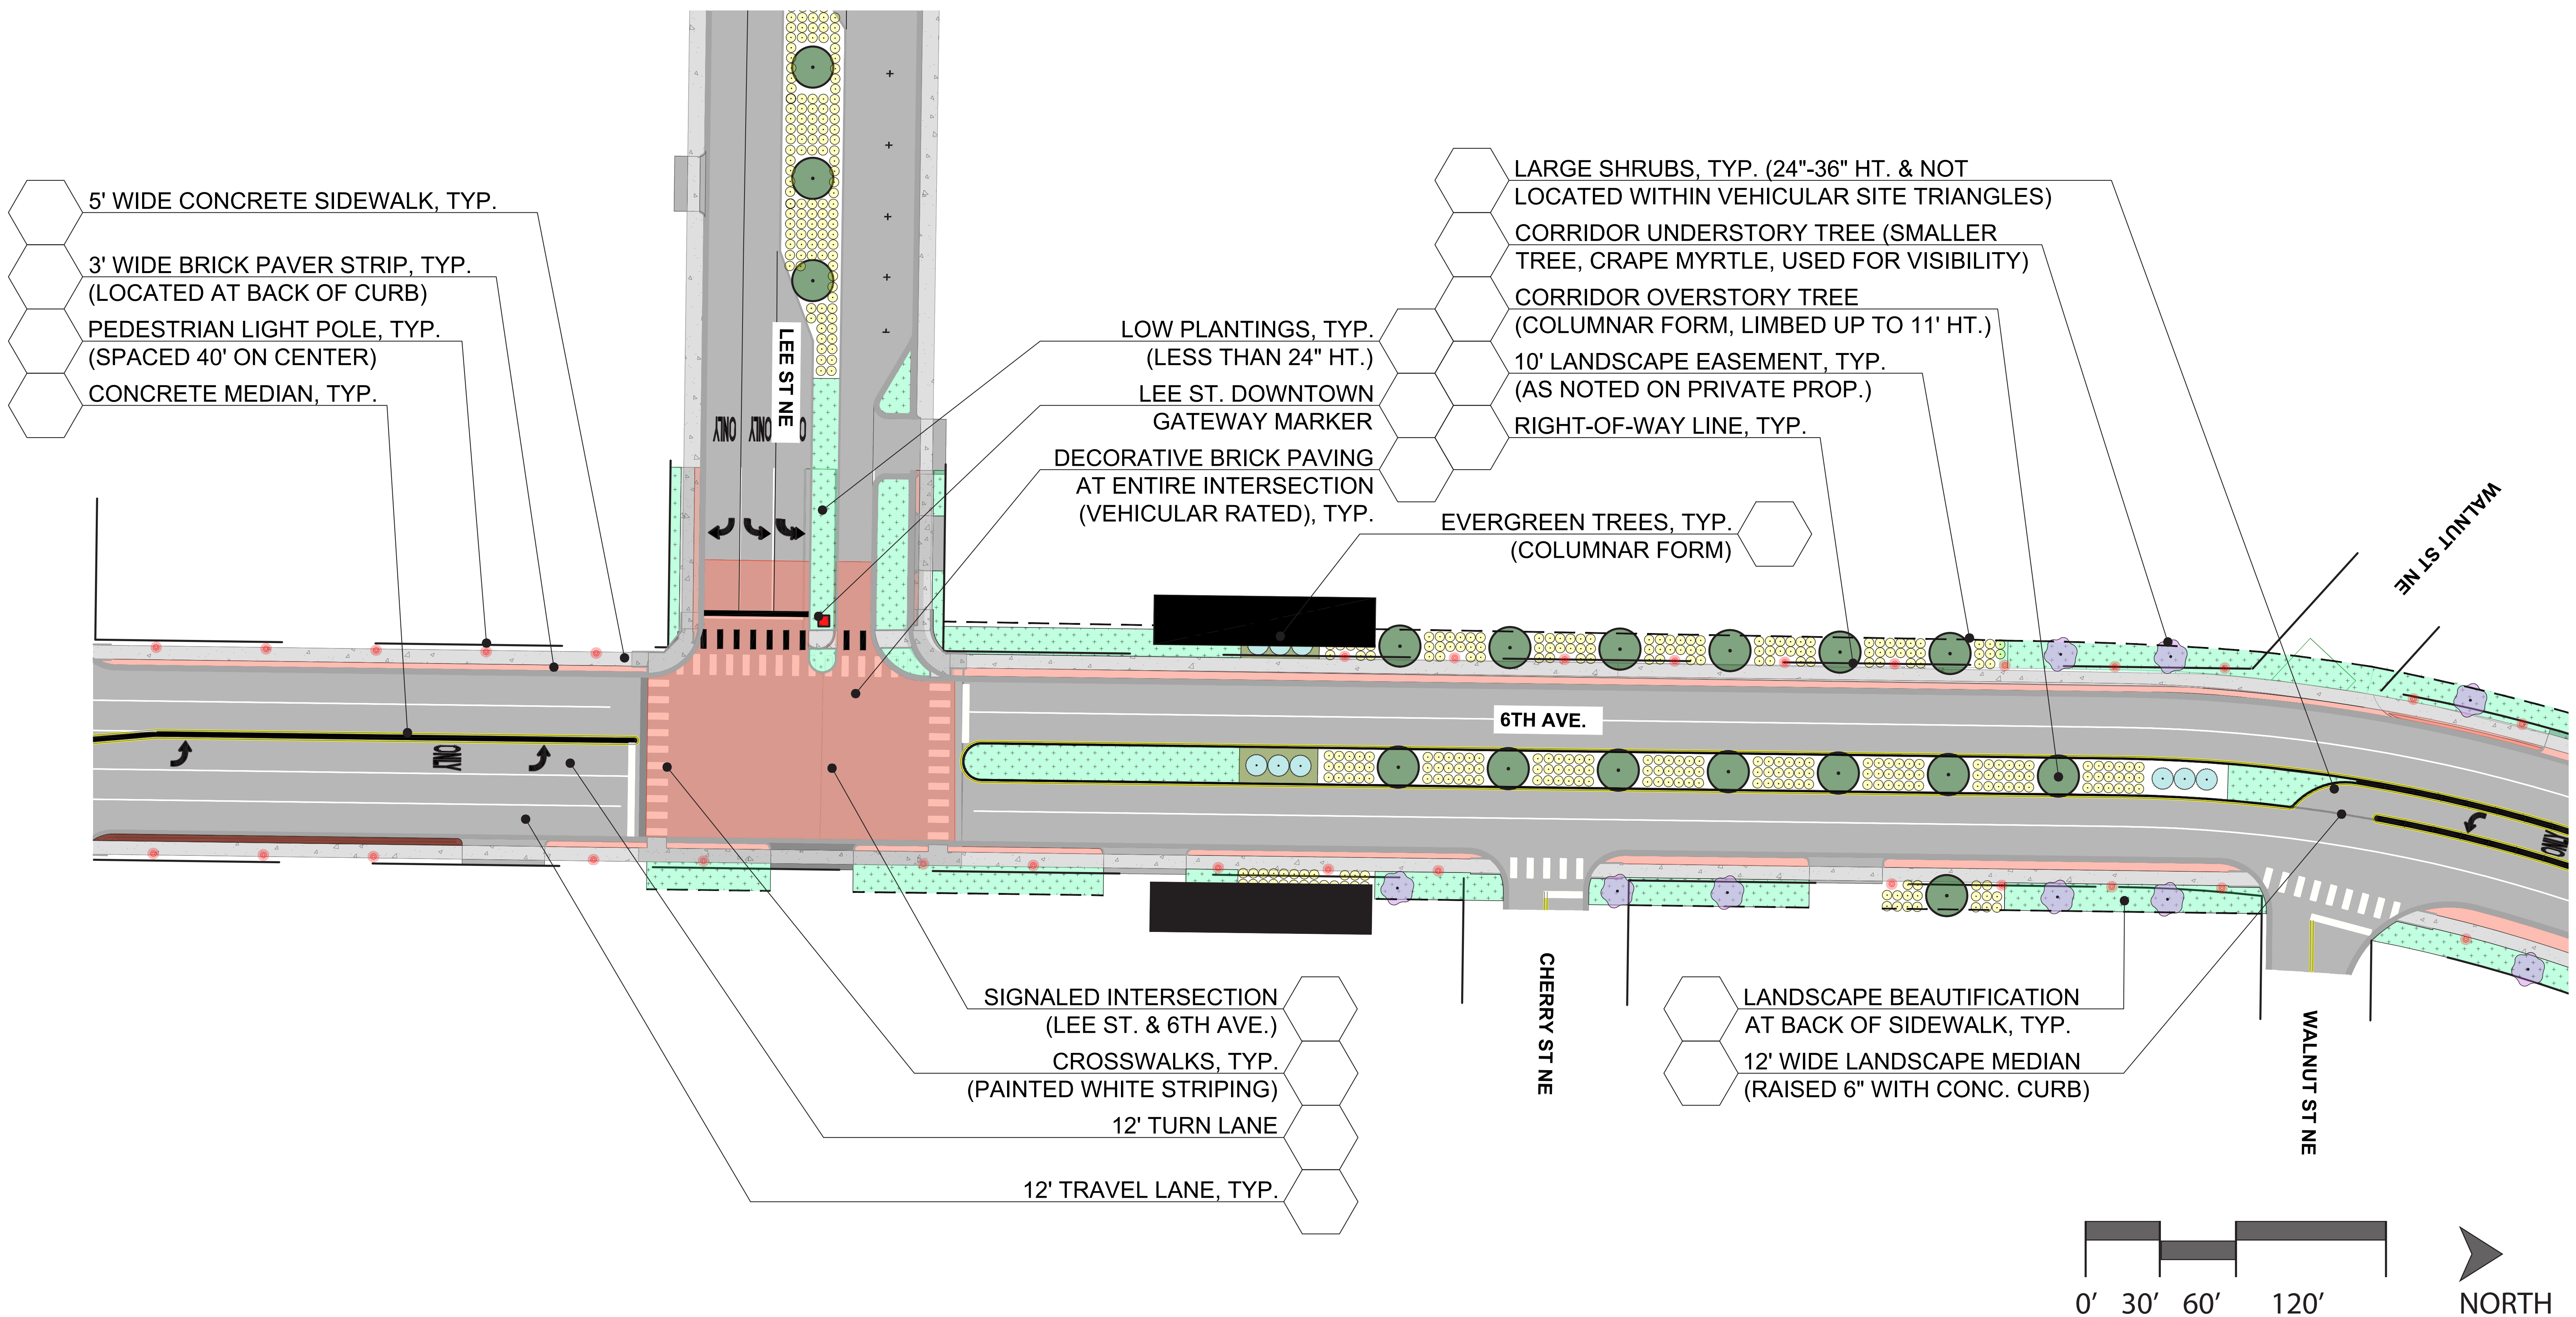 5' WIDE CONCRETE SIDEWALK, TYP.
3' WIDE BRICK PAVER STRIP, TYP.
(LOCATED AT BACK OF CURB)
PEDESTRIAN LIGHT POLE, TYP.
(SPACED 40' ON CENTER)
CONCRETE MEDIAN, TYP.
LEE ST NE
ONLY
ONLY
O
LOW PLANTINGS, TYP.
(LESS THAN 24" HT.)
LEE ST. DOWNTOWN
GATEWAY MARKER
DECORATIVE BRICK PAVING
AT ENTIRE INTERSECTION
(VEHICULAR RATED), TYP.
LARGE SHRUBS, TYP. (24"-36" HT. & NOT
LOCATED WITHIN VEHICULAR SITE TRIANGLES)
CORRIDOR UNDERSTORY TREE (SMALLER
TREE, CRAPE MYRTLE, USED FOR VISIBILITY)
CORRIDOR OVERSTORY TREE
(COLUMNAR FORM, LIMBED UP TO 11' HT.)
10' LANDSCAPE EASEMENT, TYP.
(AS NOTED ON PRIVATE PROP.)
RIGHT-OF-WAY LINE, TYP.
EVERGREEN TREES, TYP.
(COLUMNAR FORM)
WALNUT ST NE
6TH AVE.
ONLY
ONLY
SIGNALED INTERSECTION
(LEE ST. & 6TH AVE.)
CROSSWALKS, TYP.
(PAINTED WHITE STRIPING)
12' TURN LANE
12' TRAVEL LANE, TYP.
CHERRY ST NE
LANDSCAPE BEAUTIFICATION
AT BACK OF SIDEWALK, TYP.
12' WIDE LANDSCAPE MEDIAN
(RAISED 6" WITH CONC. CURB)
WALNUT ST NE
0' 30' 60' 120'
NORTH